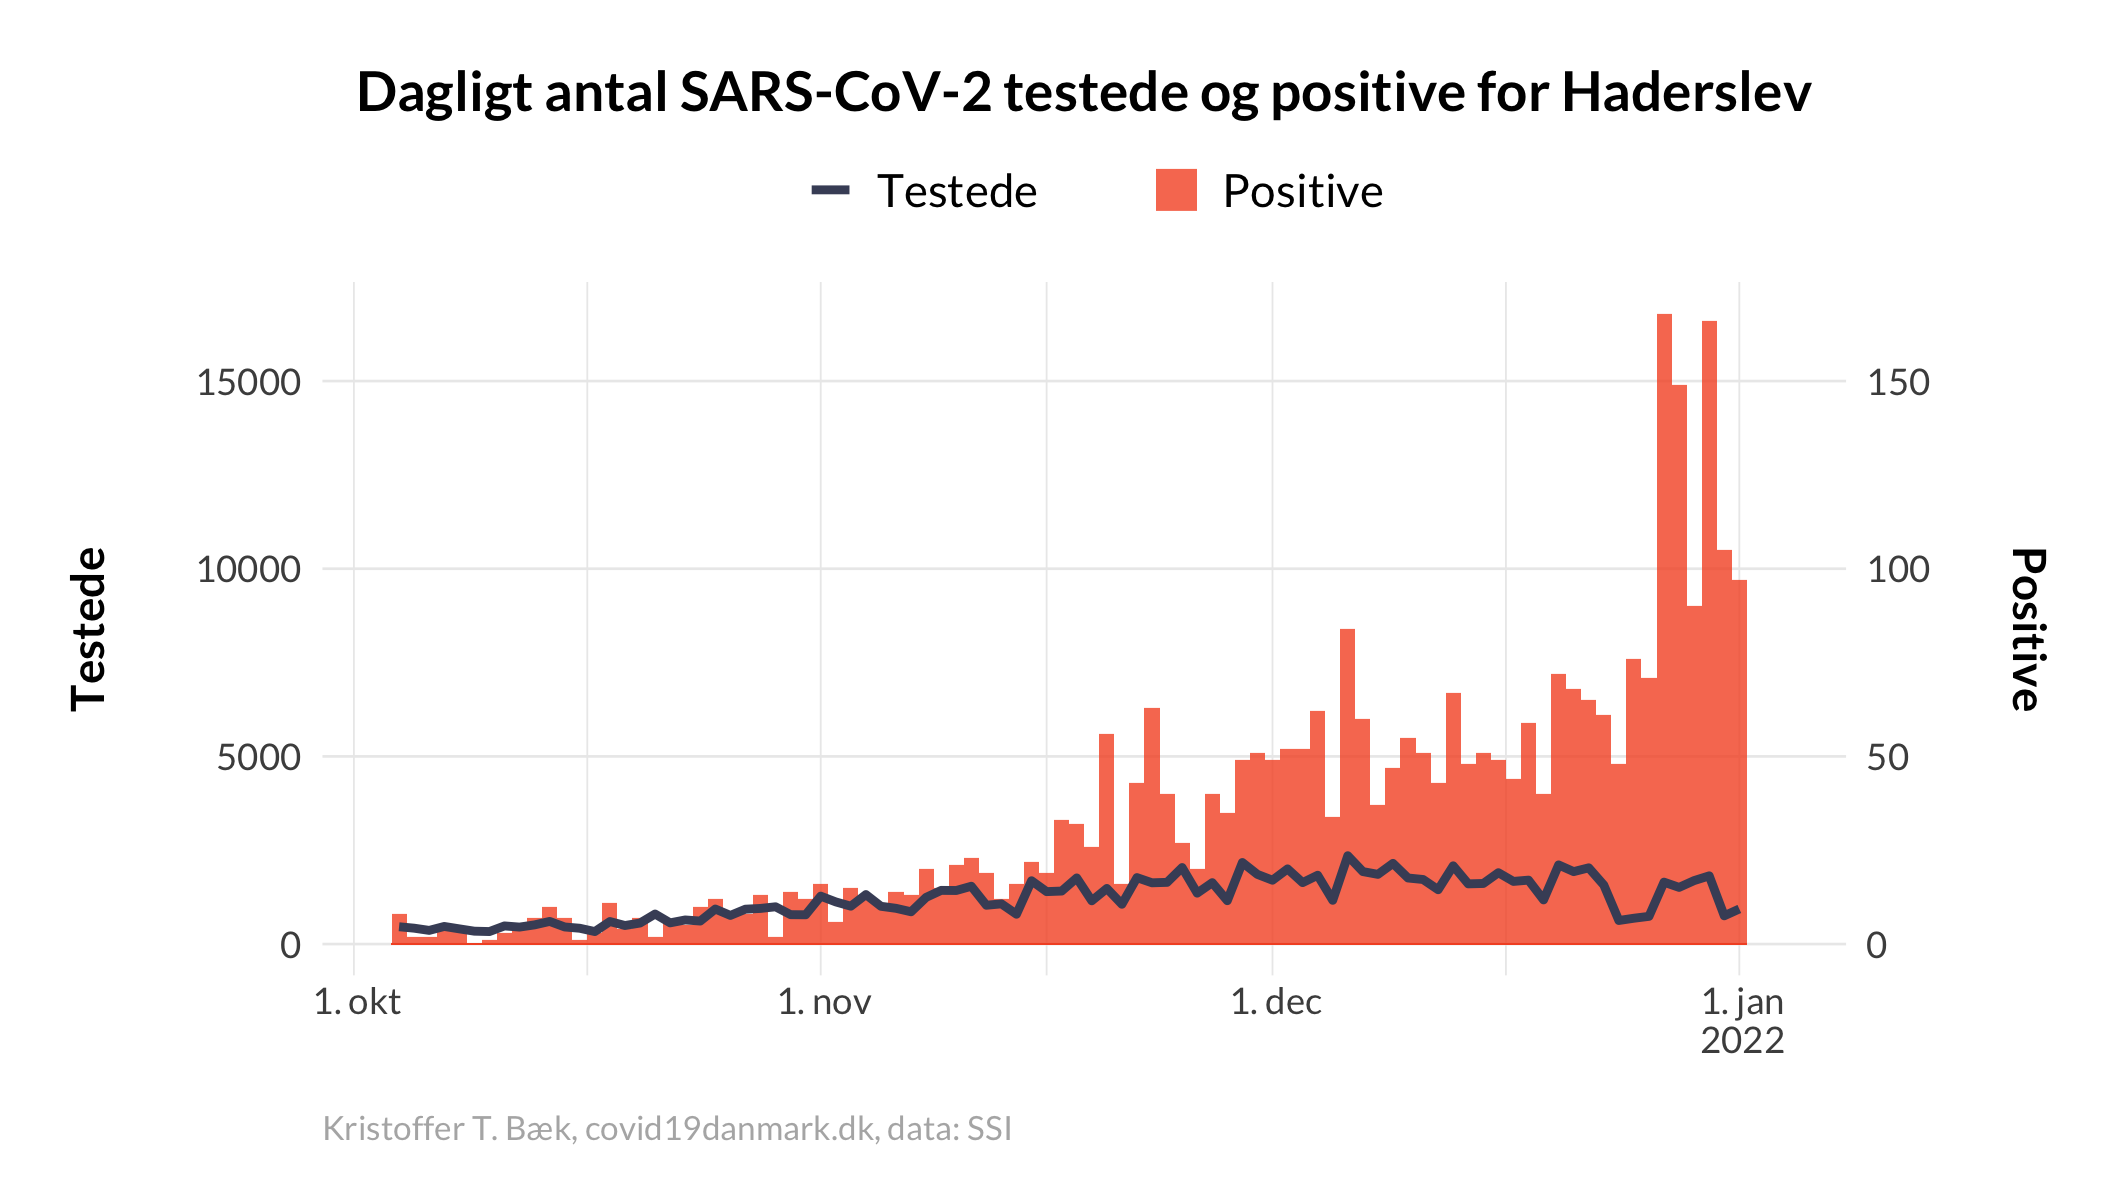 Dagligt antal SARS-CoV-2 testede og positive for Haderslev
Testede
Positive
15000
10000
5000
0
150
100
50
0
Testede
Positive
1. okt
1. nov
1. dec
1. jan
2022
Kristoffer T. Bæk, covid19danmark.dk, data: SSI